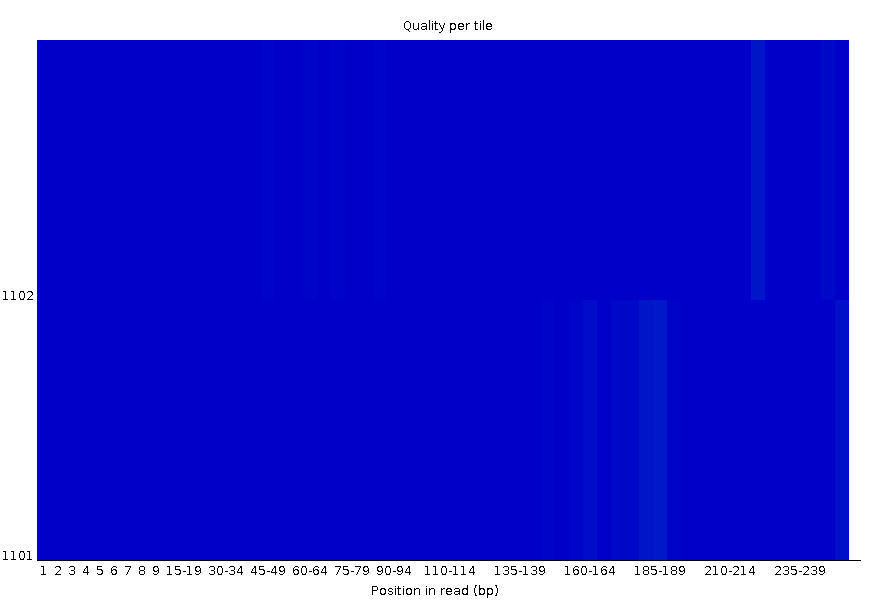 Quality per tile
1102
1101
1 2 3 4 5 6 7 8 9 15-19 30-34 45-49 60-64 75-79 90-94 110-114 135-139 160-164 185-189 210-214 235-239
Position in read (bp)